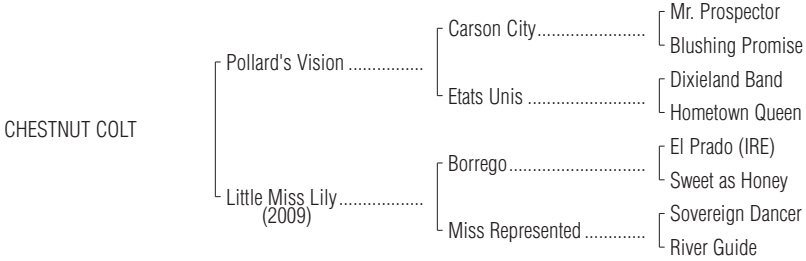 Mr. Prospector
Carson City.......................
Blushing Promise
Pollard's Vision ................
Dixieland Band
Etats Unis .........................
Hometown Queen
CHESTNUT COLT
El Prado (IRE)
Borrego.............................
Sweet as Honey
Little Miss Lily..................
(2009)
Sovereign Dancer
Miss Represented .............
River Guide